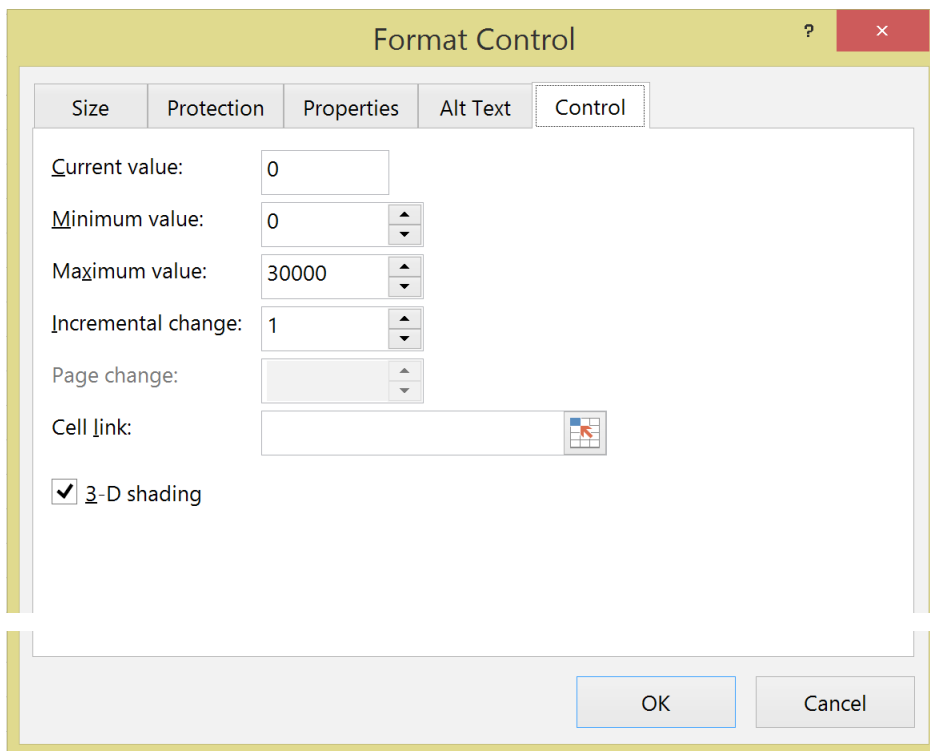 Format Control
?
Size Protection Properties Alt Text Control
Current value: 0
Minimum value: 0
Maximum value: 30000
Incremental change: 1
Page change:
Cell link:
3-D shading
OK Cancel